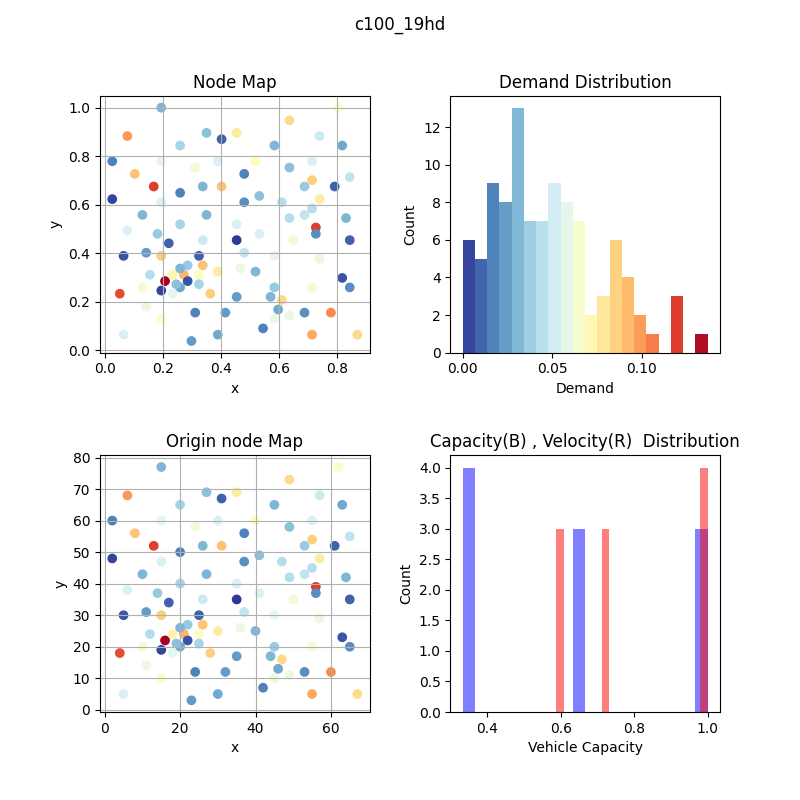 c100_19hd
Node Map
1.0
0.8
0.6
0.4
0.2
0.0
y
0.0 0.2 0.4 0.6 0.8
x
Demand Distribution
12
10
8
6
4
2
0
Count
0.00 0.05 0.10
Demand
Origin node Map
80
70
60
50
40
30
20
10
0
y
0 20 40 60
x
Capacity(B) , Velocity(R)  Distribution
4.0
3.5
3.0
2.5
2.0
1.5
1.0
0.5
0.0
Count
0.4 0.6 0.8 1.0
Vehicle Capacity